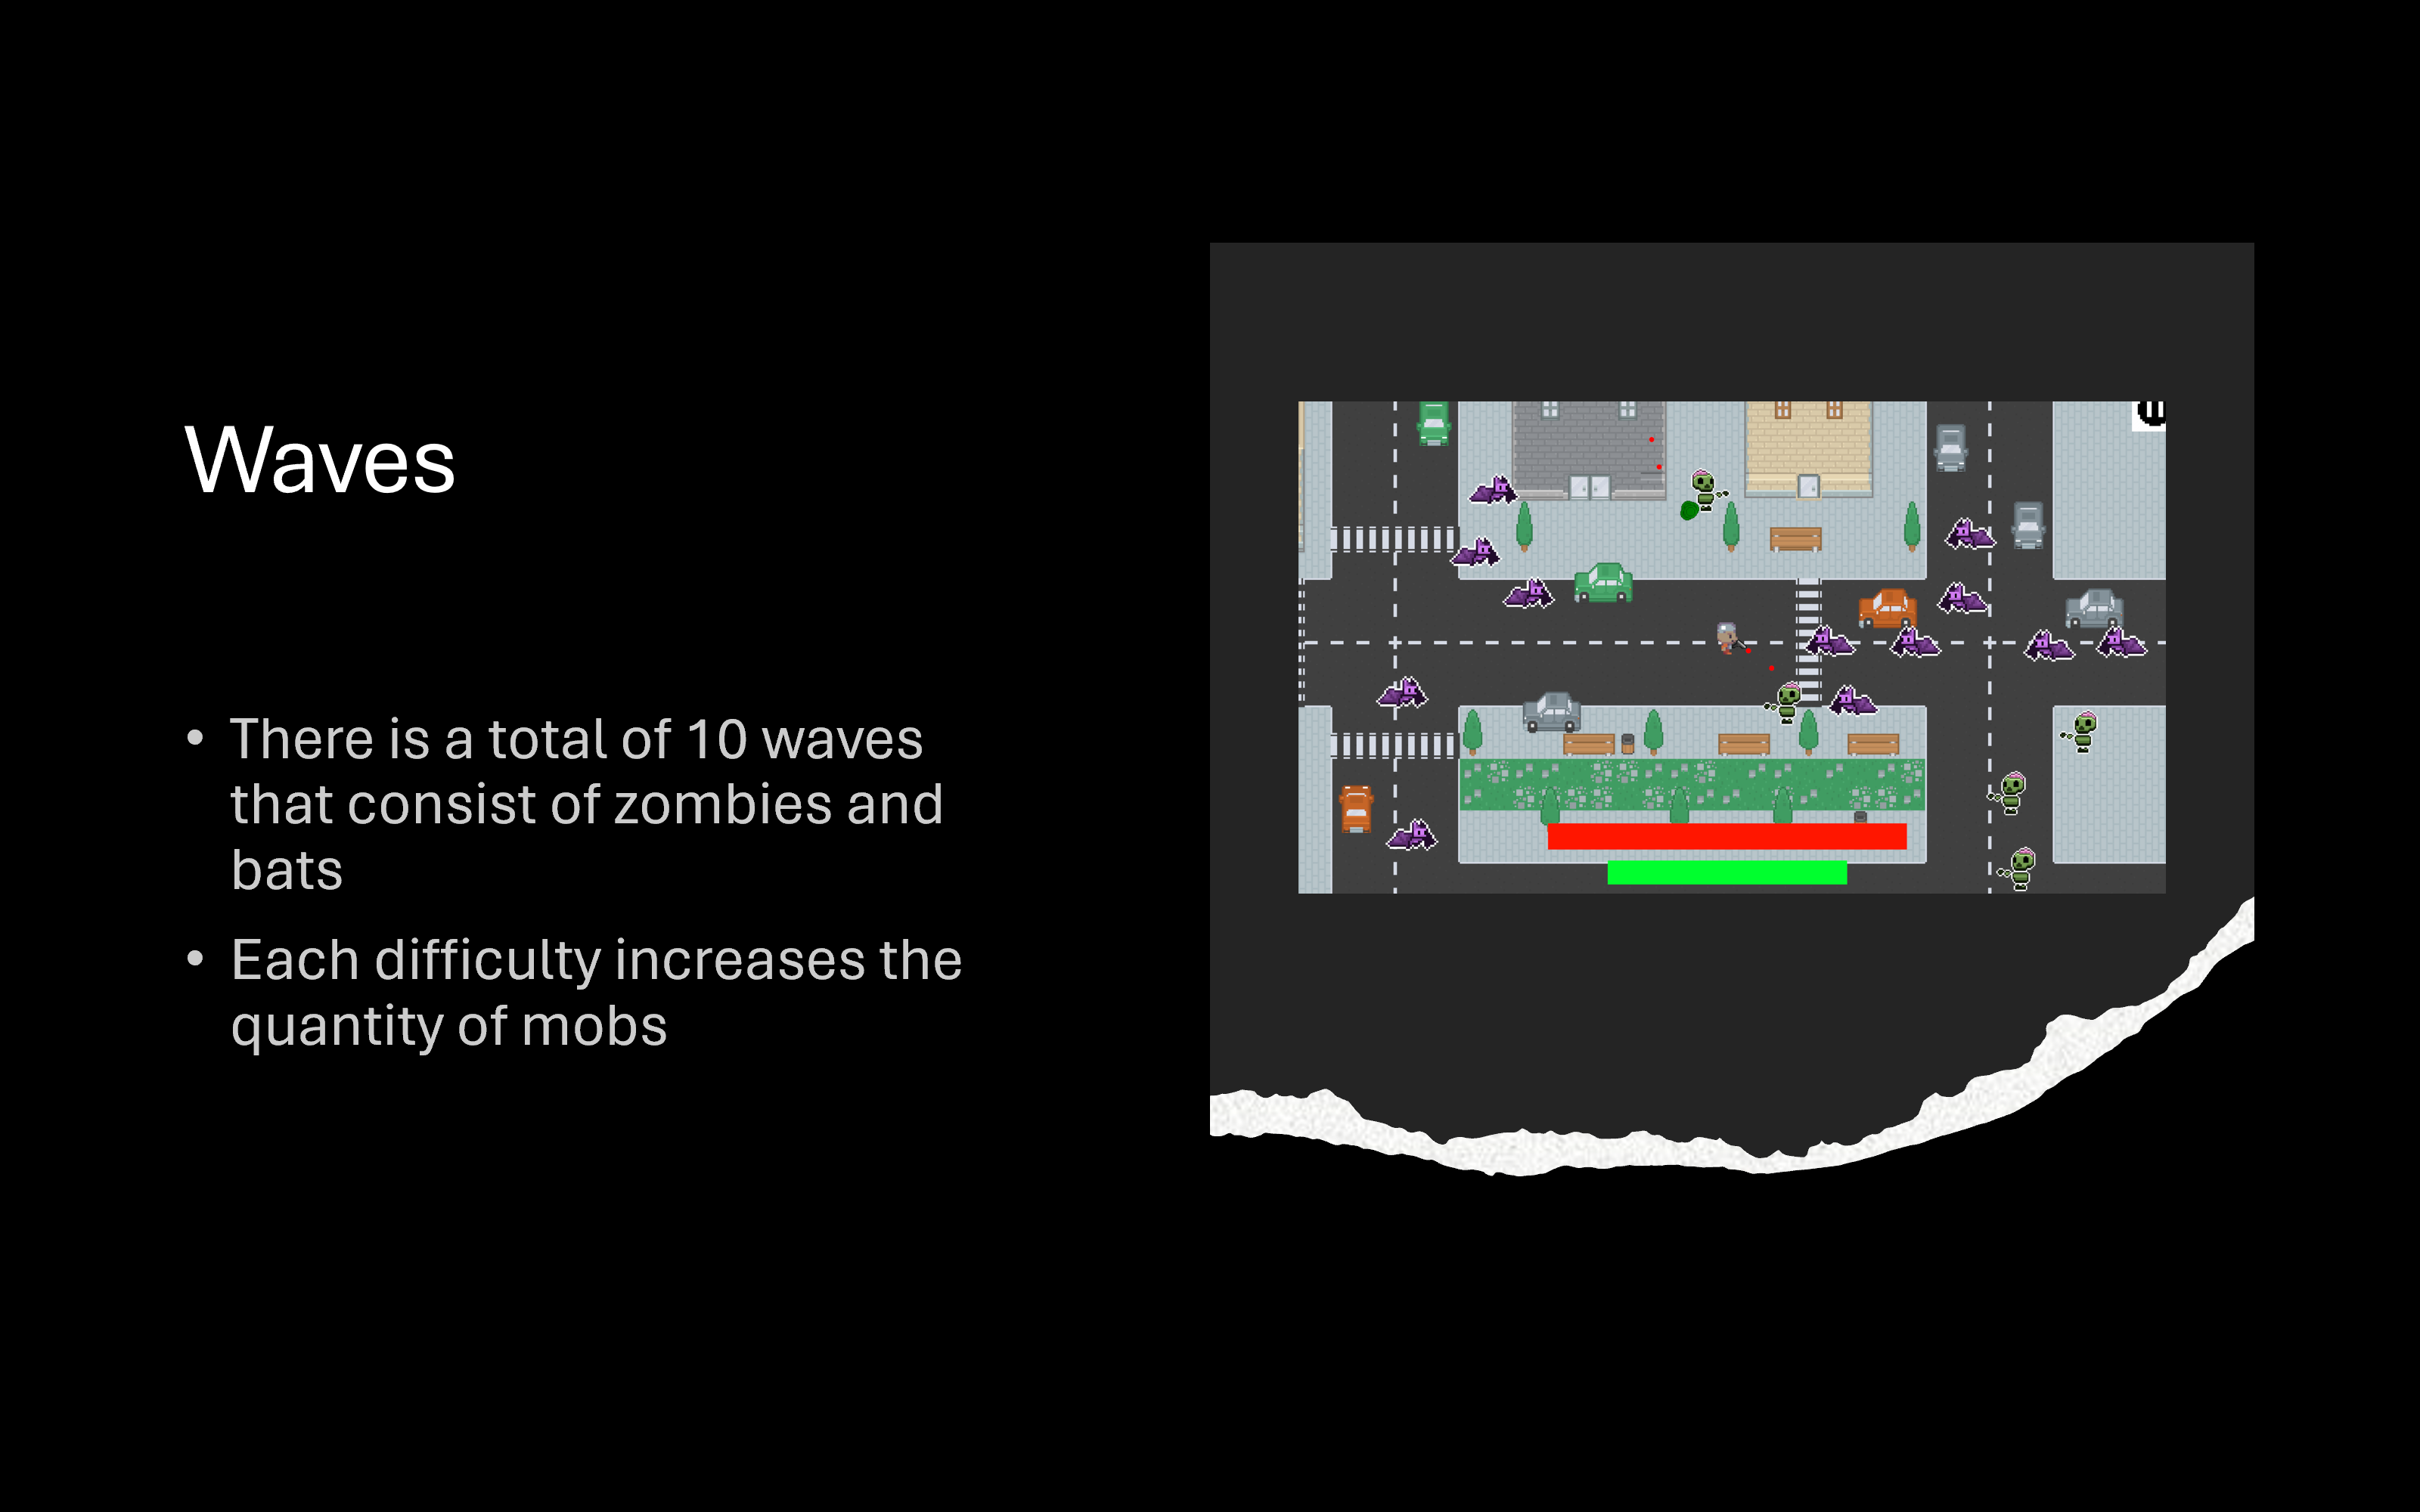 Waves
• There is a total of 10 waves
that consist of zombies and
bats
• Each difficulty increases the
quantity of mobs